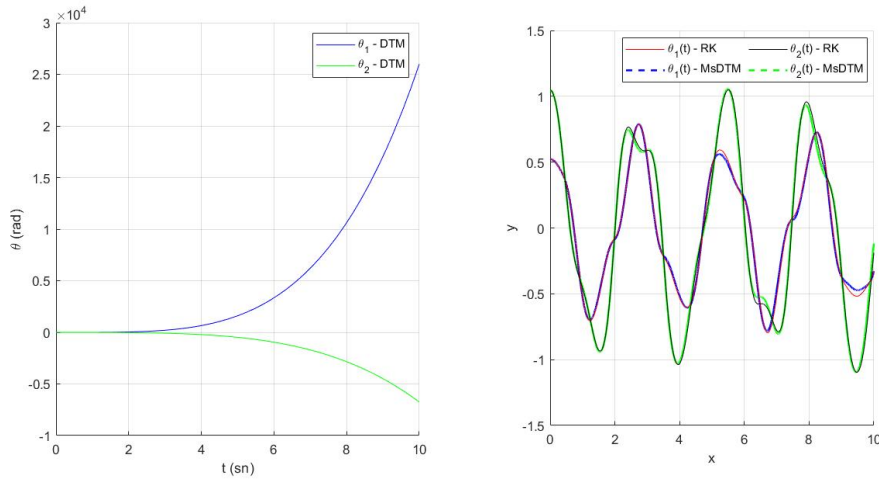 ×10⁴
3
2.5
2
1.5
1
0.5
0
-0.5
-1
0
2
4
6
8
10
θ (rad)
t (sn)
θ₁ - DTM
θ₂ - DTM
1.5
1
0.5
0
-0.5
-1
-1.5
0
2
4
6
8
10
y
x
θ₁(t) - RK
θ₂(t) - RK
θ₁(t) - MsDTM
θ₂(t) - MsDTM